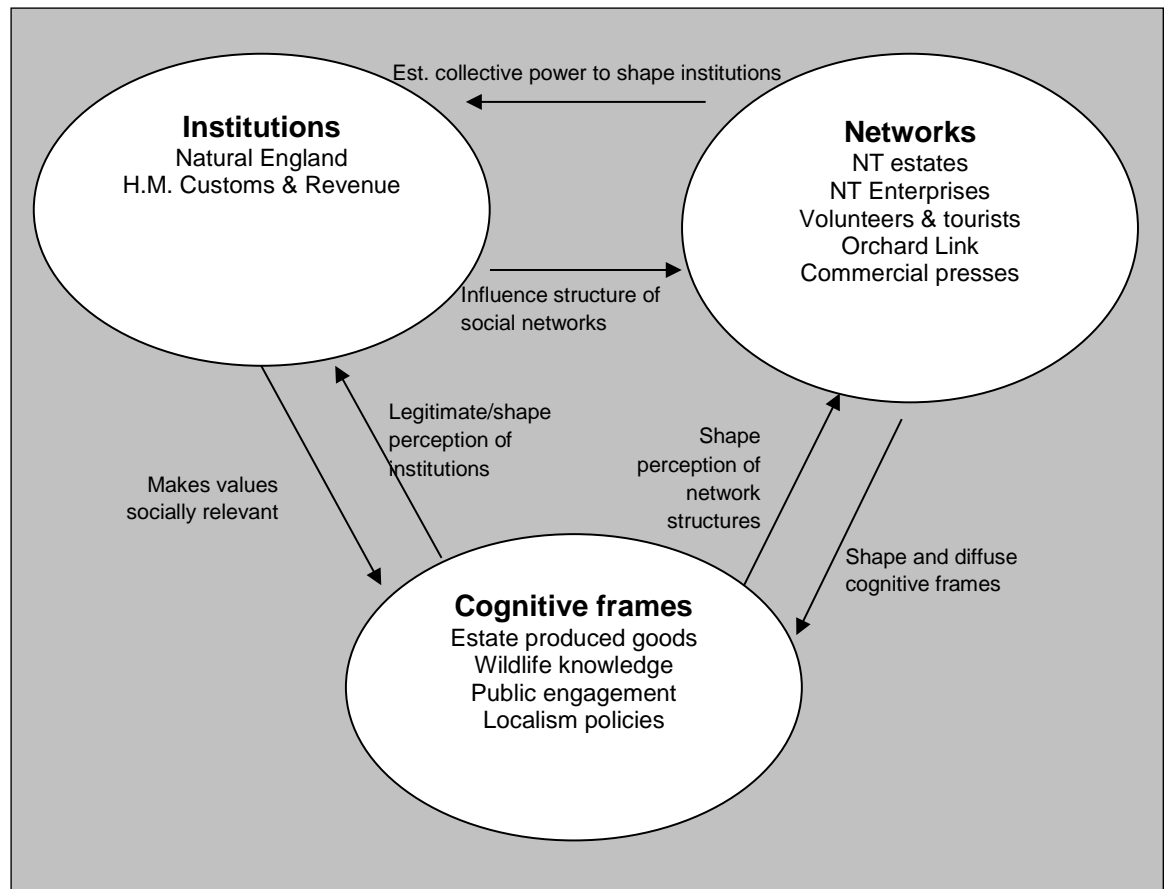 Est. collective power to shape institutions
Institutions
Natural England
H.M. Customs & Revenue
Networks
NT estates
NT Enterprises
Volunteers & tourists
Orchard Link
Commercial presses
Influence structure of
social networks
Legitimate/shape
perception of
institutions
Makes values
socially relevant
Shape
perception of
network
structures
Shape and diffuse
cognitive frames
Cognitive frames
Estate produced goods
Wildlife knowledge
Public engagement
Localism policies